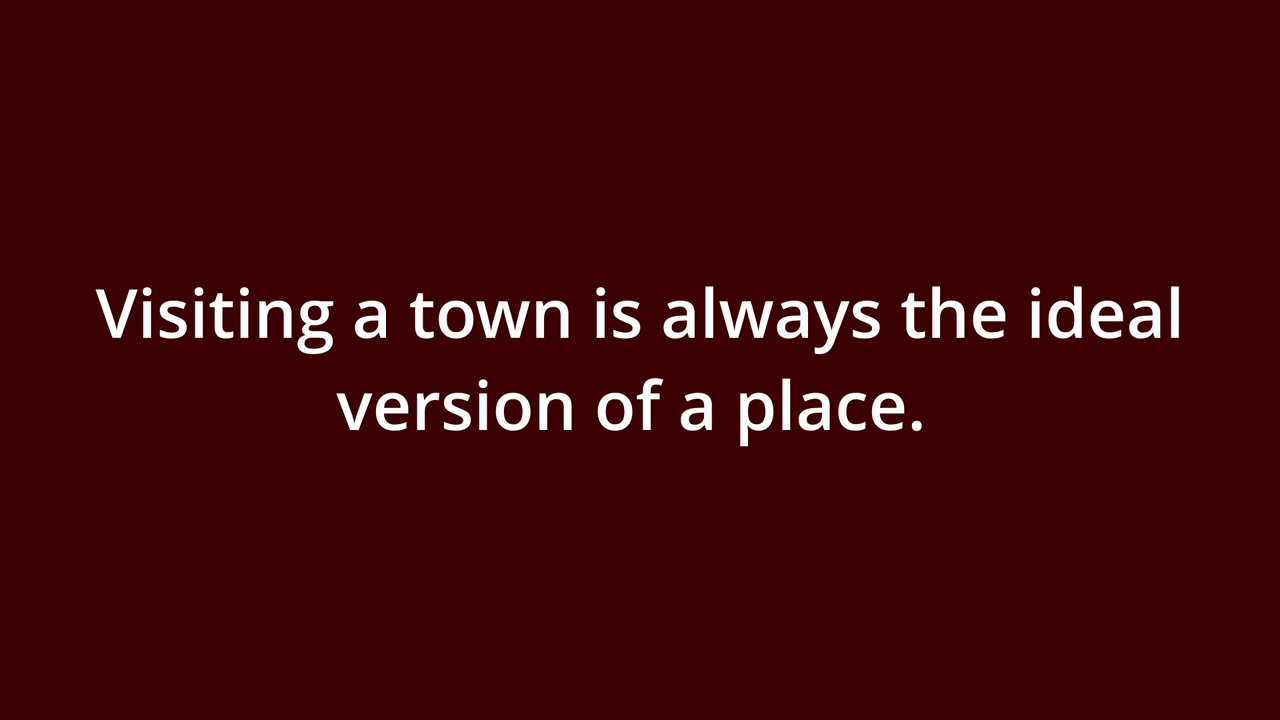 Visiting a town is always the ideal
version of a place.